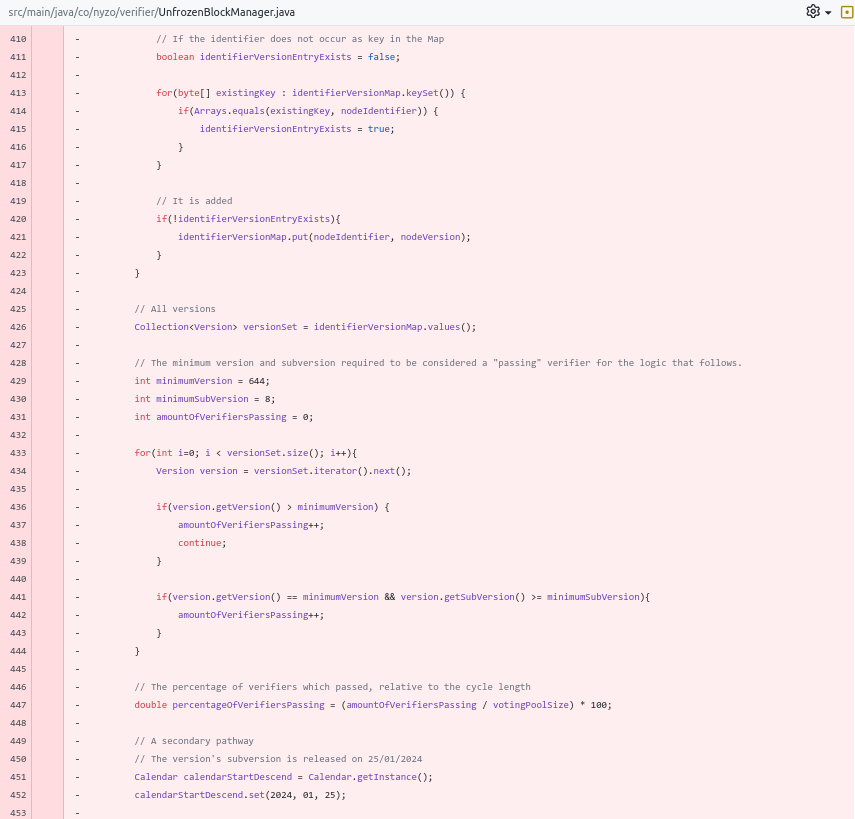 src/main/java/co/nyzo/verifier/UnfrozenBlockManager.java
410 - // If the identifier does not occur as key in the Map
411 - boolean identifierVersionEntryExists = false;
412 -
413 - for(byte[] existingKey : identifierVersionMap.keySet()) {
414 - if(Arrays.equals(existingKey, nodeIdentifier)) {
415 - identifierVersionEntryExists = true;
416 - }
417 - }
418 -
419 - // It is added
420 - if(!identifierVersionEntryExists){
421 - identifierVersionMap.put(nodeIdentifier, nodeVersion);
422 - }
423 - }
424 -
425 - // All versions
426 - Collection<Version> versionSet = identifierVersionMap.values();
427 -
428 - // The minimum version and subversion required to be considered a "passing" verifier for the logic that follows.
429 - int minimumVersion = 644;
430 - int minimumSubVersion = 8;
431 - int amountOfVerifiersPassing = 0;
432 -
433 - for(int i=0; i < versionSet.size(); i++){
434 - Version version = versionSet.iterator().next();
435 -
436 - if(version.getVersion() > minimumVersion) {
437 - amountOfVerifiersPassing++;
438 - continue;
439 - }
440 -
441 - if(version.getVersion() == minimumVersion && version.getSubVersion() >= minimumSubVersion){
442 - amountOfVerifiersPassing++;
443 - }
444 - }
445 -
446 - // The percentage of verifiers which passed, relative to the cycle length
447 - double percentageOfVerifiersPassing = (amountOfVerifiersPassing / votingPoolSize) * 100;
448 -
449 - // A secondary pathway
450 - // The version's subversion is released on 25/01/2024
451 - Calendar calendarStartDescend = Calendar.getInstance();
452 - calendarStartDescend.set(2024, 01, 25);
453 -